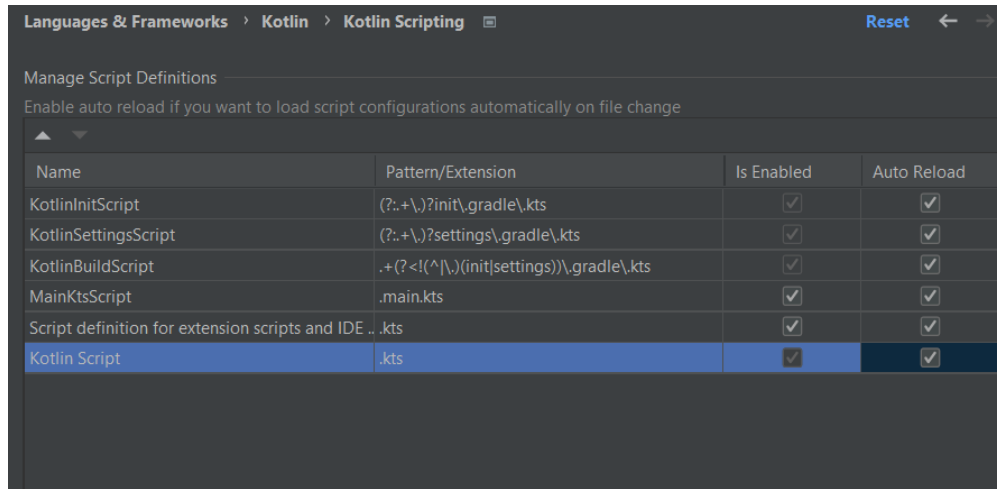 Languages & Frameworks › Kotlin › Kotlin Scripting Reset
Manage Script Definitions
Enable auto reload if you want to load script configurations automatically on file change
Name Pattern/Extension Is Enabled Auto Reload
KotlinInitScript (?:.+\.)?init\.gradle\.kts
KotlinSettingsScript (?:.+\.)?settings\.gradle\.kts
KotlinBuildScript .+(?<!(^|\.)(init|settings))\.gradle\.kts
MainKtsScript .main.kts
Script definition for extension scripts and IDE .. .kts
Kotlin Script .kts